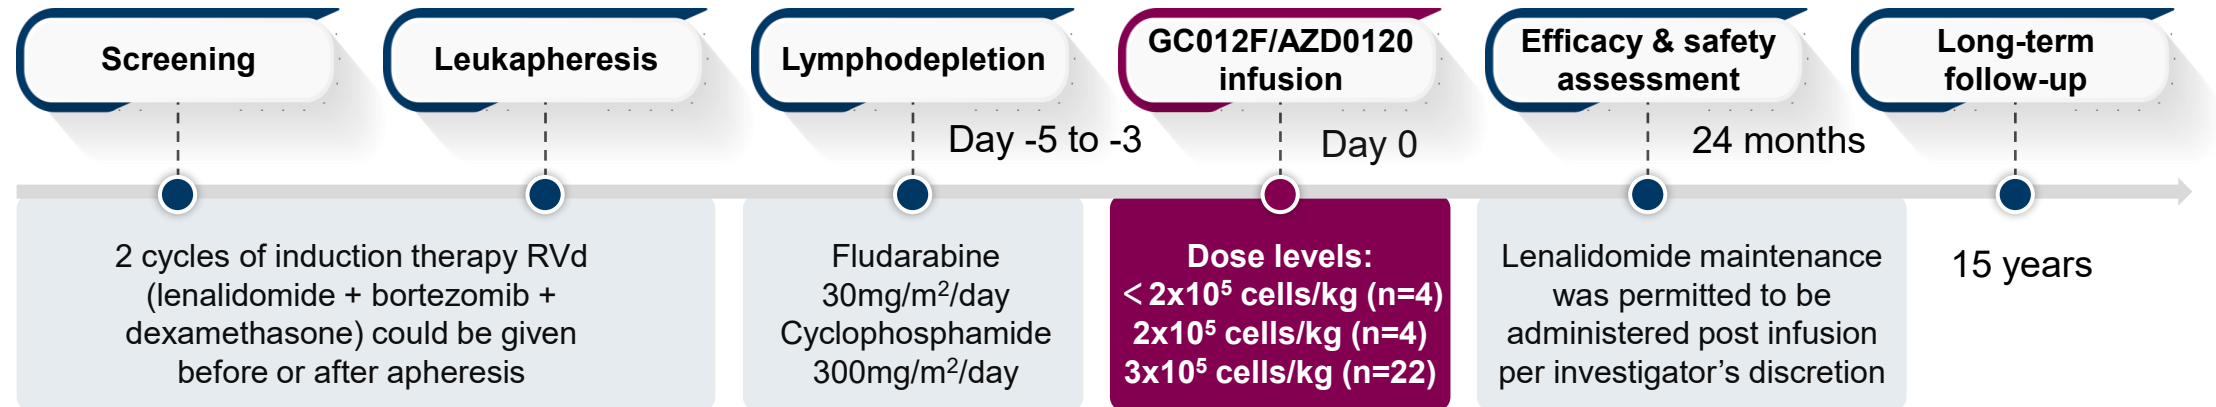 Screening
Leukapheresis
Lymphodepletion
GC012F/AZD0120
infusion
Efficacy & safety
assessment
Long-term
follow-up
Day -5 to -3
Day 0
24 months
2 cycles of induction therapy RVd
(lenalidomide + bortezomib +
dexamethasone) could be given
before or after apheresis
Fludarabine
30mg/m²/day
Cyclophosphamide
300mg/m²/day
Dose levels:
<2x10⁵ cells/kg (n=4)
2x10⁵ cells/kg (n=4)
3x10⁵ cells/kg (n=22)
Lenalidomide maintenance
was permitted to be
administered post infusion
per investigator’s discretion
15 years